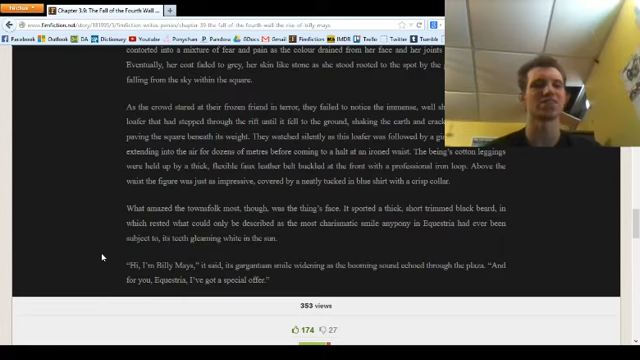 fimfiction
Chapter 3.9: The Fall of the Fourth Wall
Facebook
Outlook
DA
Dictionary
Fimfiction
contorted into a mixture of fear and pain as the colour drained from her face and her joints
Eventually, her coat faded to grey, her skin like stone as she stood rooted to the spot by the
falling from the sky within the square.
As the crowd stared at their frozen friend in terror, they failed to notice the immense, well
loafer that had stepped through the rift until it fell to the ground, shaking the earth and
paving the square beneath its weight. They watched silently as this loafer was followed by a
extending into the air for dozens of metres before coming to a halt at an ironed waist. The being's cotton leggings
were held up by a thick, flexible faux leather belt buckled at the front with a professional iron loop. Above the
waist the figure was just as impressive, covered by a neatly tucked in blue shirt with a crisp collar.
What amazed the townsfolk most, though, was the thing's face. It sported a thick, short trimmed black beard, in
which rested what could only be described as the most charismatic smile anypony in Equestria had ever been
subject to, its teeth gleaming white in the sun.
“Hi, I'm Billy Mays,” it said, its gargantuan smile widening as the booming sound echoed through the plaza. “And
for you, Equestria, I've got a special offer.”
353 views
174 27